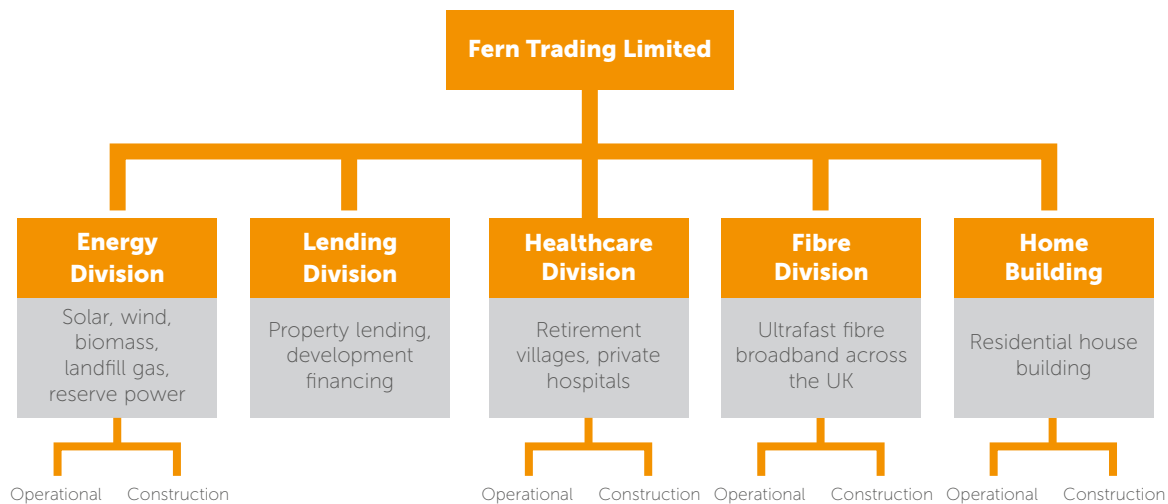 Fern Trading Limited
Energy
Division
Solar, wind,
biomass,
landfill gas,
reserve power
Lending
Division
Property lending,
development
financing
Healthcare
Division
Retirement
villages, private
hospitals
Fibre
Division
Ultrafast fibre
broadband across
the UK
Home
Building
Residential house
building
Operational
Construction
Operational
Construction
Operational
Construction
Operational
Construction